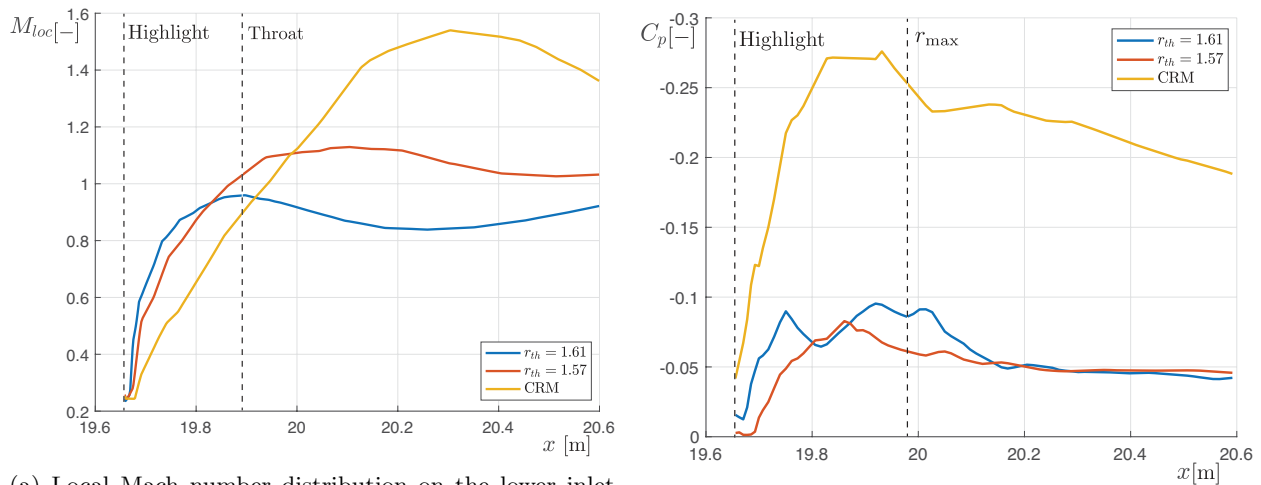 M_loc[−]
1.6
1.4
1.2
1
0.8
0.6
0.4
0.2
Highlight
Throat
r_th = 1.61
r_th = 1.57
CRM
19.6
19.8
20
20.2
20.4
20.6
x [m]
(a) Local Mach number distribution on the lower inlet
C_p[−]
-0.3
-0.25
-0.2
-0.15
-0.1
-0.05
0
Highlight
r_max
r_th = 1.61
r_th = 1.57
CRM
19.6
19.8
20
20.2
20.4
20.6
x[m]